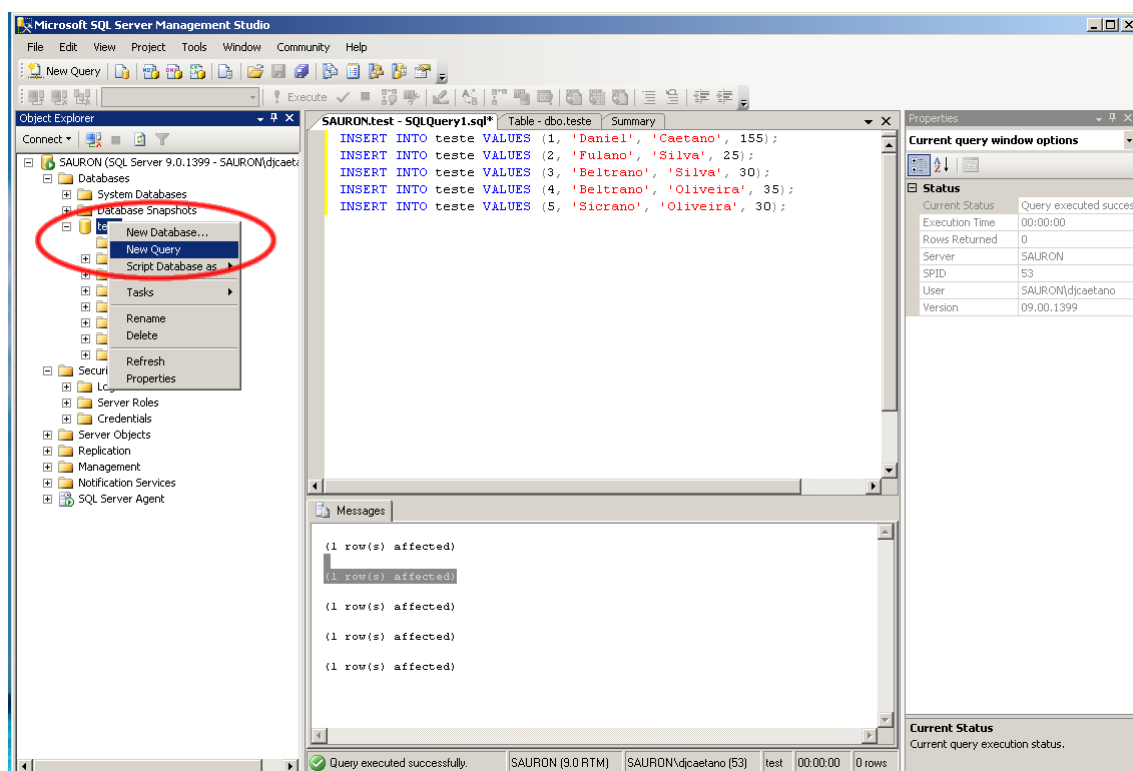 Microsoft SQL Server Management Studio
File Edit View Project Tools Window Community Help
New Query
Execute
Object Explorer
Connect
SAURON (SQL Server 9.0.1399 - SAURON\djcaeta
Databases
System Databases
Database Snapshots
te
New Database...
New Query
Script Database as
Tasks
Rename
Delete
Refresh
Properties
Securi
Lo
Server Roles
Credentials
Server Objects
Replication
Management
Notification Services
SQL Server Agent
SAURON.test - SQLQuery1.sql* Table - dbo.teste Summary
INSERT INTO teste VALUES (1, 'Daniel', 'Caetano', 155);
INSERT INTO teste VALUES (2, 'Fulano', 'Silva', 25);
INSERT INTO teste VALUES (3, 'Beltrano', 'Silva', 30);
INSERT INTO teste VALUES (4, 'Beltrano', 'Oliveira', 35);
INSERT INTO teste VALUES (5, 'Sicrano', 'Oliveira', 30);
Messages
(1 row(s) affected)
(1 row(s) affected)
(1 row(s) affected)
(1 row(s) affected)
(1 row(s) affected)
Query executed successfully. SAURON (9.0 RTM) SAURON\djcaetano (53) test 00:00:00 0 rows
Properties
Current query window options
Status
Current Status Query executed succes
Execution Time 00:00:00
Rows Returned 0
Server SAURON
SPID 53
User SAURON\djcaetano
Version 09.00.1399
Current Status
Current query execution status.